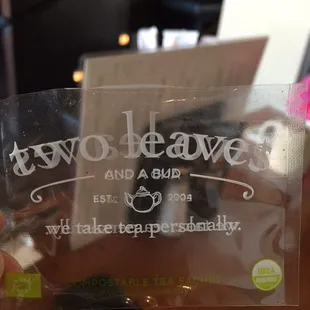 two leaves
AND A BUD
EST. 2004
we take tea personally.
COMPOSTABLE TEA SACHET